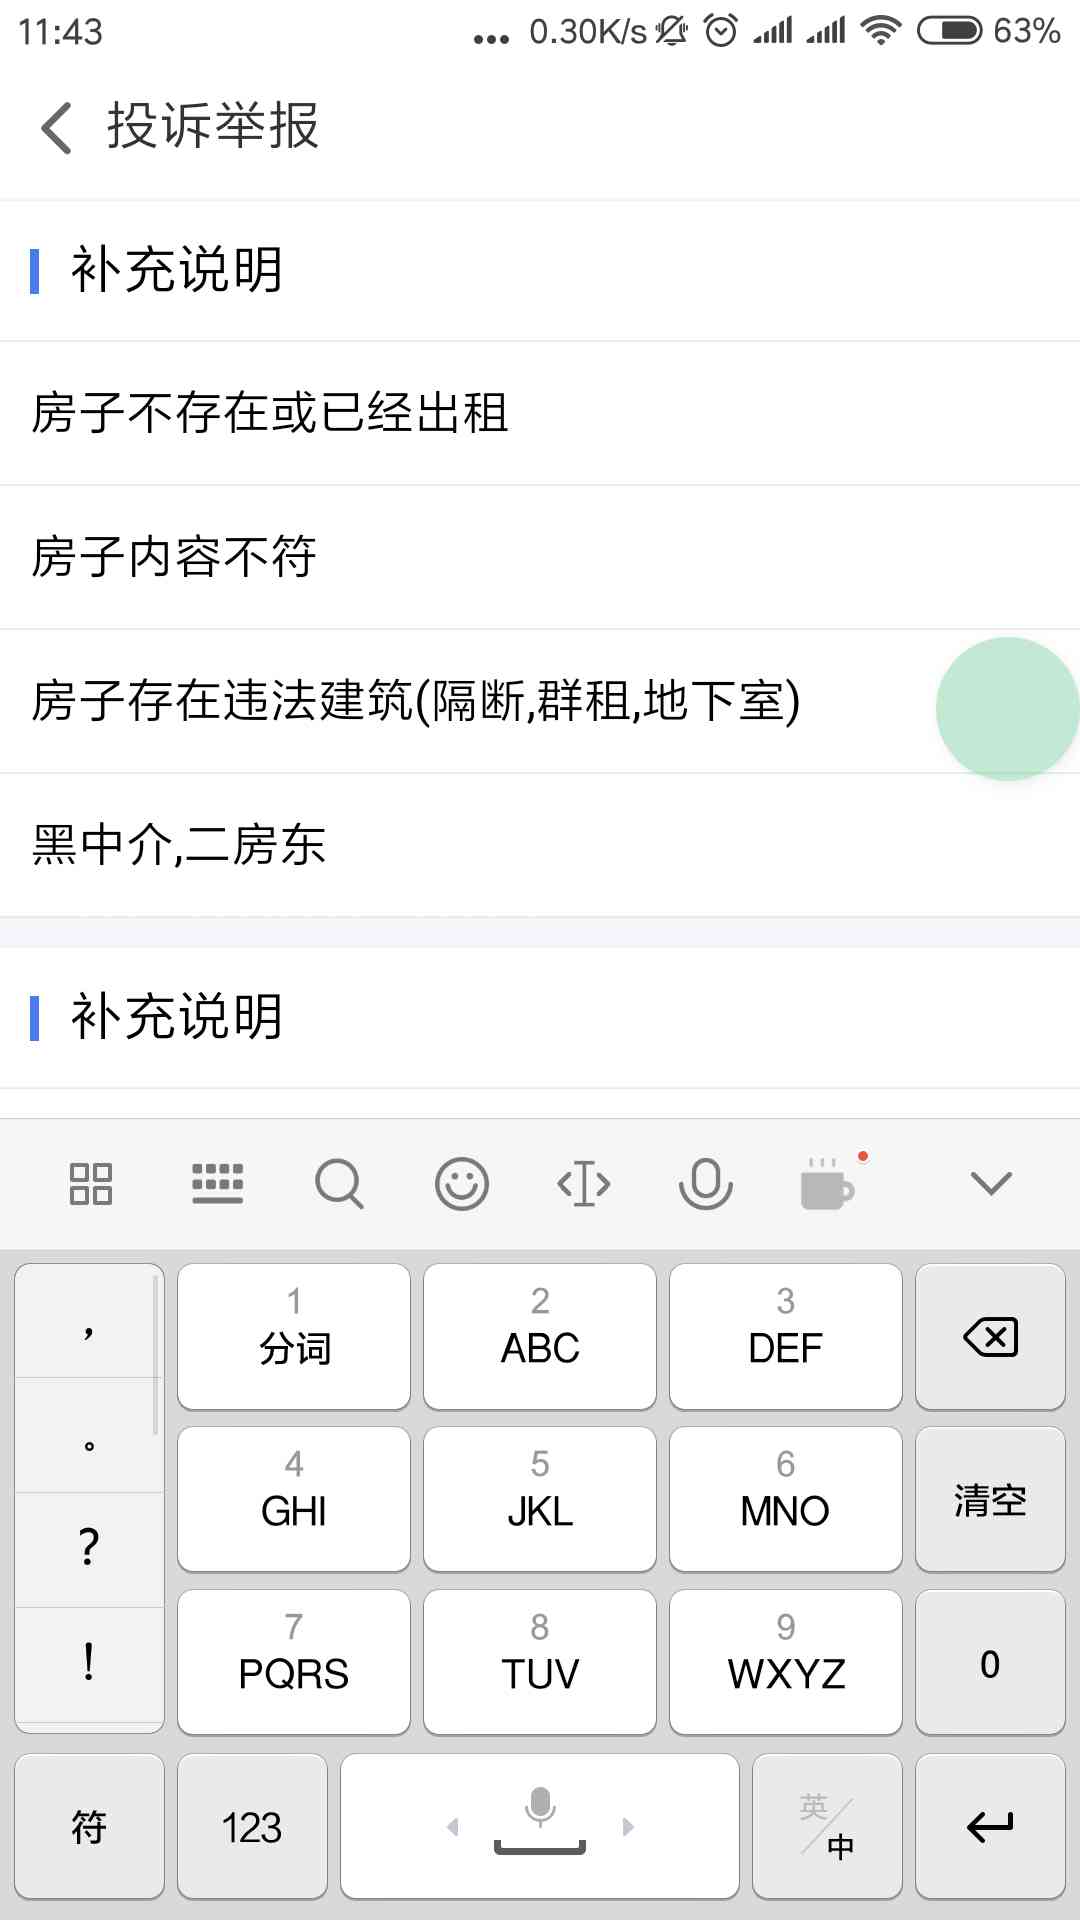 11:43 ... 0.30K/s 63%
投诉举报
补充说明
房子不存在或已经出租
房子内容不符
房子存在违法建筑(隔断,群租,地下室)
黑中介,二房东
补充说明
， 1 2 3
分词 ABC DEF
。 4 5 6
GHI JKL MNO 清空
?
7 8 9
! PQRS TUV WXYZ 0
符 123 英/中